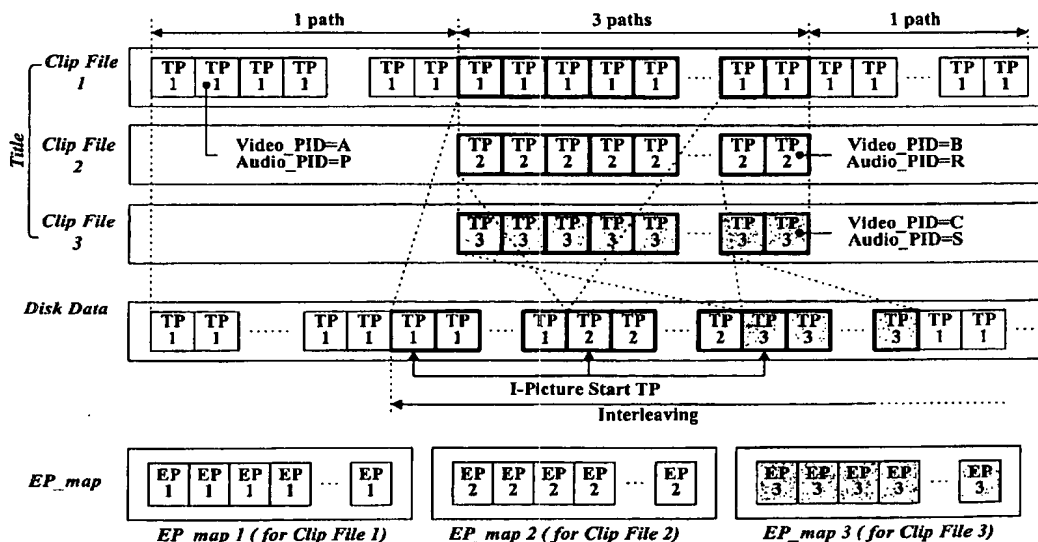 1 path 3 paths 1 path
Title
Clip File 1
TP 1 TP 1 TP 1 TP 1 TP 1 TP 1 TP 1 TP 1 TP 1 TP 1 TP 1 ... TP 1 TP 1 TP 1 TP 1 ... TP 1 TP 1
Clip File 2
Video_PID=A
Audio_PID=P
TP 2 TP 2 TP 2 TP 2 TP 2 ... TP 2 TP 2
Video_PID=B
Audio_PID=R
Clip File 3
TP 3 TP 3 TP 3 TP 3 TP 3 ... TP 3 TP 3
Video_PID=C
Audio_PID=S
Disk Data
TP 1 TP 1 ... TP 1 TP 1 TP 1 TP 1 ... TP 1 TP 2 TP 2 ... TP 2 TP 3 TP 3 ... TP 3 TP 1 TP 1 ...
I-Picture Start TP
Interleaving
EP_map
EP 1 EP 1 EP 1 EP 1 ... EP 1
EP 2 EP 2 EP 2 EP 2 ... EP 2
EP 3 EP 3 EP 3 EP 3 ... EP 3
EP_map 1 ( for Clip File 1)
EP_map 2 ( for Clip File 2)
EP_map 3 ( for Clip File 3)